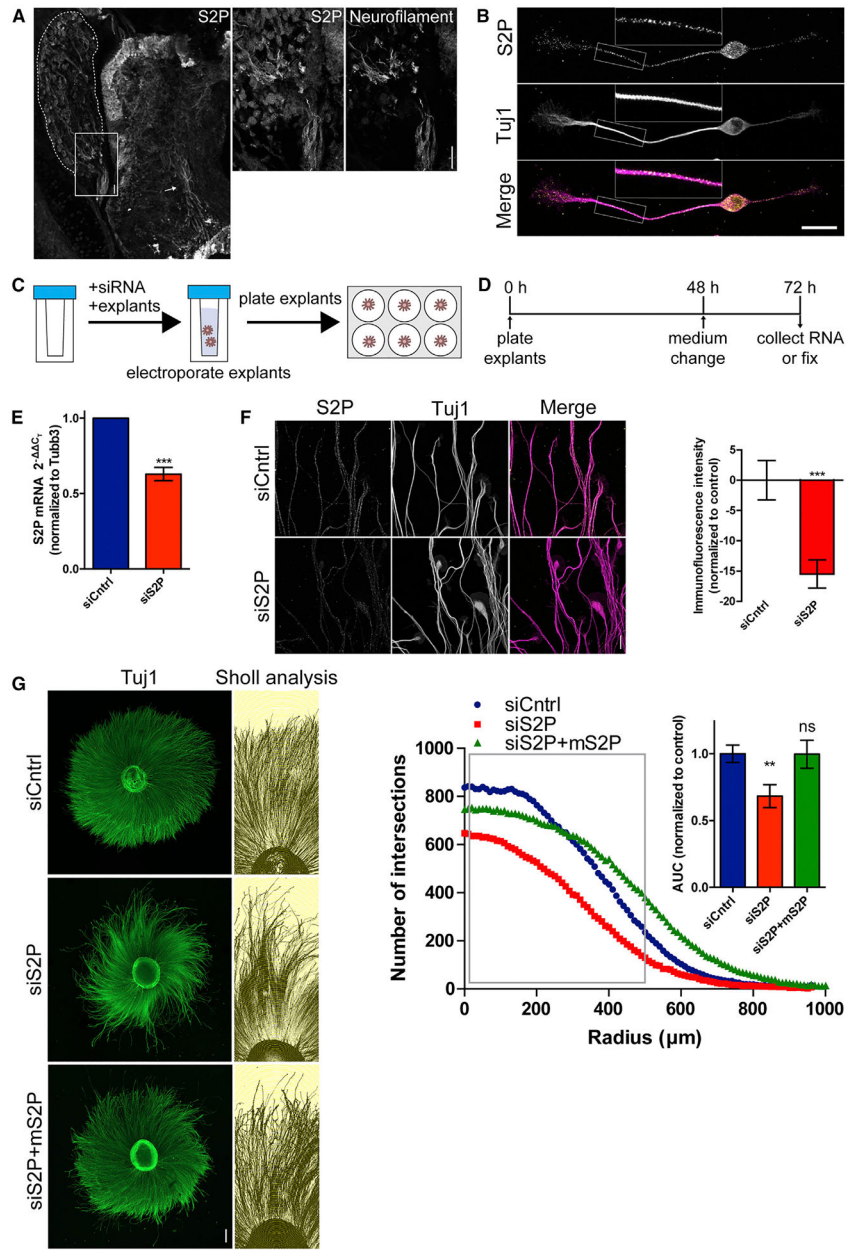 A
S2P
S2P
Neurofilament
B
S2P
Tuj1
Merge
C
+siRNA
+explants
plate explants
electroporate explants
D
0 h
48 h
72 h
plate
explants
medium
change
collect RNA
or fix
E
S2P mRNA 2-ΔΔCT
(normalized to Tubb3)
1.0
0.5
0.0
***
siCntrl
siS2P
F
S2P
Tuj1
Merge
siCntrl
siS2P
Immunofluorescence intensity
(normalized to control)
5
0
-5
-10
-15
-20
***
siCntrl
siS2P
G
Tuj1
Sholl analysis
siCntrl
siS2P
siS2P+mS2P
siCntrl
siS2P
siS2P+mS2P
Number of intersections
1000
800
600
400
200
0
0
200
400
600
800
1000
Radius (µm)
AUC (normalized to control)
1.0
0.5
0.0
**
ns
siCntrl
siS2P
siS2P+mS2P